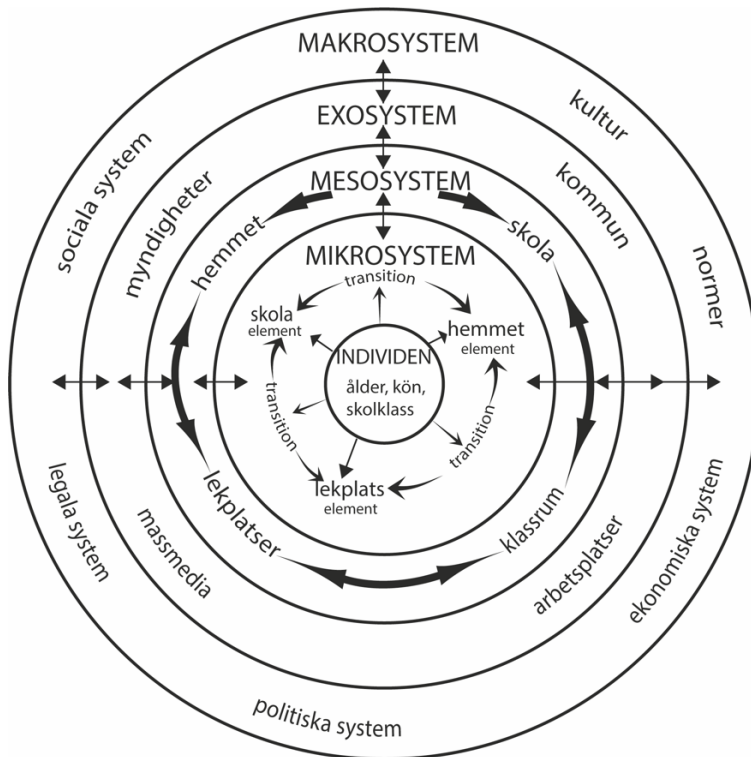 MAKROSYSTEM
kultur
normer
ekonomiska system
politiska system
legala system
sociala system
EXOSYSTEM
kommun
arbetsplatser
massmedia
myndigheter
MESOSYSTEM
skola
klassrum
lekplatser
hemmet
MIKROSYSTEM
transition
skola
element
hemmet
element
transition
transition
lekplats
element
INDIVIDEN
ålder, kön,
skolklass